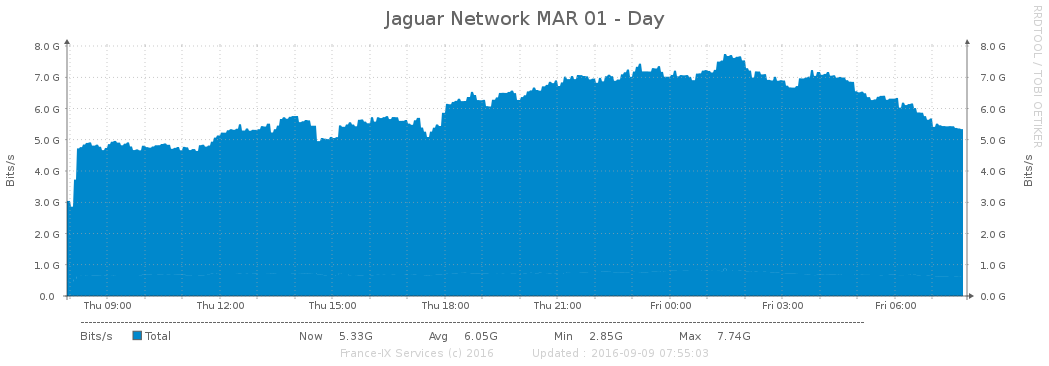 Jaguar Network MAR 01 - Day
RRDTOOL / TOBI OETIKER
Bits/s
Bits/s
8.0 G 8.0 G
7.0 G 7.0 G
6.0 G 6.0 G
5.0 G 5.0 G
4.0 G 4.0 G
3.0 G 3.0 G
2.0 G 2.0 G
1.0 G 1.0 G
0.0 0.0 G
Thu 09:00 Thu 12:00 Thu 15:00 Thu 18:00 Thu 21:00 Fri 00:00 Fri 03:00 Fri 06:00
Bits/s Total Now 5.33G Avg 6.05G Min 2.85G Max 7.74G
France-IX Services (c) 2016 Updated : 2016-09-09 07:55:03